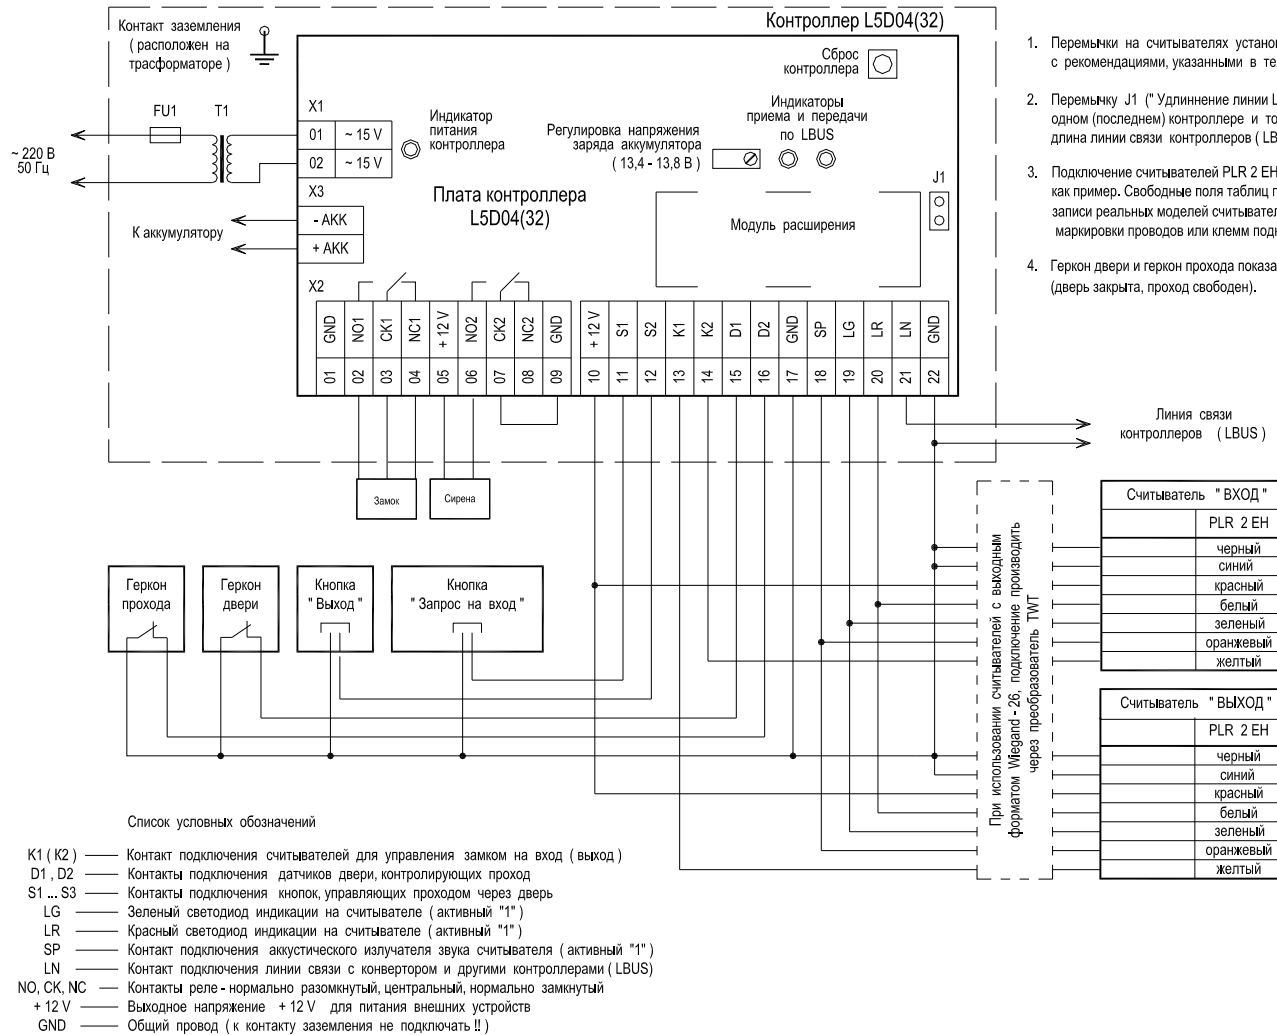 Контроллер L5D04(32)
Контакт заземления
( расположен на
трасформаторе )
Сброс
контроллера
FU1
T1
~ 220 В
50 Гц
X1
01
~ 15 V
02
~ 15 V
X3
- АКК
+ АКК
К аккумулятору
Индикатор
питания
контроллера
Регулировка напряжения
заряда аккумулятора
( 13,4 - 13,8 В )
Индикаторы
приема и передачи
по LBUS
J1
Плата контроллера
L5D04(32)
Модуль расширения
X2
GND
NO1
CK1
NC1
+ 12 V
NO2
CK2
NC2
GND
+ 12 V
S1
S2
K1
K2
D1
D2
GND
SP
LG
LR
LN
GND
01
02
03
04
05
06
07
08
09
10
11
12
13
14
15
16
17
18
19
20
21
22
1. Перемычки на считывателях
с рекомендациями, указанными в
2. Перемычку J1 (" Удлиннение линии
одном (последнем) контроллере и
длина линии связи контроллеров
3. Подключение считывателей PLR 2 EH
как пример. Свободные поля таблиц
записи реальных моделей
маркировки проводов или клемм
4. Геркон двери и геркон прохода
(дверь закрыта, проход свободен).
Линия связи
контроллеров ( LBUS )
Замок
Сирена
Геркон
прохода
Геркон
двери
Кнопка
" Выход "
Кнопка
" Запрос на вход "
При использовании считывателей с выходным
форматом Wiegand - 26, подключение производить
через преобразователь TWT
Считыватель " ВХОД "
PLR 2 EH
черный
синий
красный
белый
зеленый
оранжевый
желтый
Считыватель " ВЫХОД "
PLR 2 EH
черный
синий
красный
белый
зеленый
оранжевый
желтый
Список условных обозначений
K1 ( K2 ) Контакт подключения считывателей для управления замком на вход ( выход )
D1 , D2 Контакты подключения датчиков двери, контролирующих проход
S1 ... S3 Контакты подключения кнопок, управляющих проходом через дверь
LG Зеленый светодиод индикации на считывателе ( активный "1" )
LR Красный светодиод индикации на считывателе ( активный "1" )
SP Контакт подключения аккустического излучателя звука считывателя ( активный "1" )
LN Контакт подключения линии связи с конвертором и другими контроллерами ( LBUS)
NO, CK, NC Контакты реле - нормально разомкнутый, центральный, нормально замкнутый
+ 12 V Выходное напряжение + 12 V для питания внешних устройств
GND Общий провод ( к контакту заземления не подключать !! )